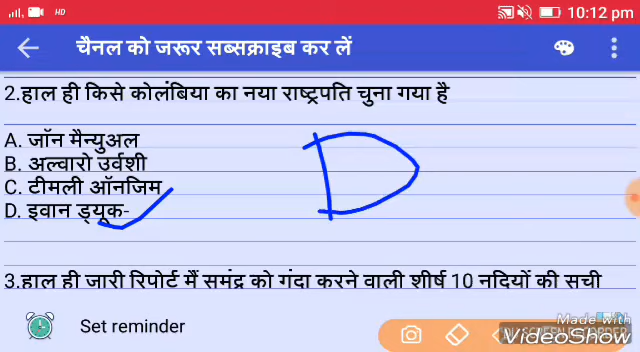 HD 10:12 pm
चैनल को जरूर सब्सक्राइब कर लें
2.हाल ही किसे कोलंबिया का नया राष्ट्रपति चुना गया है
A. जॉन मैन्युअल
B. अल्वारो उर्वशी
C. टीमली ऑनजिम
D. इवान ड्यूक-
D
3.हाल ही जारी रिपोर्ट मैं समंद्र को गंदा करने वाली शीर्ष 10 नदियों की सची
Set reminder
Made with
VideoShow